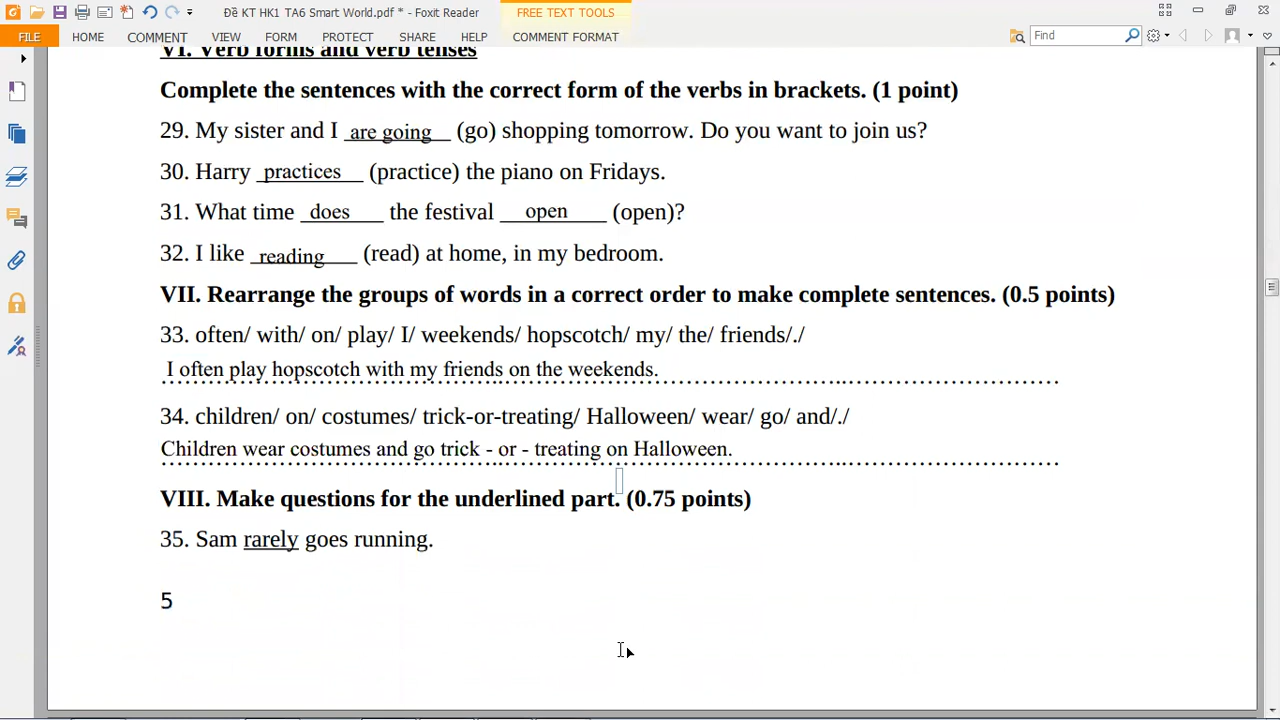 Đề KT HK1 TA6 Smart World.pdf * - Foxit Reader
FREE TEXT TOOLS
FILE HOME COMMENT VIEW FORM PROTECT SHARE HELP COMMENT FORMAT Find
VI. Verb forms and verb tenses
Complete the sentences with the correct form of the verbs in brackets. (1 point)
29. My sister and I are going (go) shopping tomorrow. Do you want to join us?
30. Harry practices (practice) the piano on Fridays.
31. What time does the festival open (open)?
32. I like reading (read) at home, in my bedroom.
VII. Rearrange the groups of words in a correct order to make complete sentences. (0.5 points)
33. often/ with/ on/ play/ I/ weekends/ hopscotch/ my/ the/ friends/./
I often play hopscotch with my friends on the weekends.
34. children/ on/ costumes/ trick-or-treating/ Halloween/ wear/ go/ and/./
Children wear costumes and go trick - or - treating on Halloween.
VIII. Make questions for the underlined part. (0.75 points)
35. Sam rarely goes running.
5